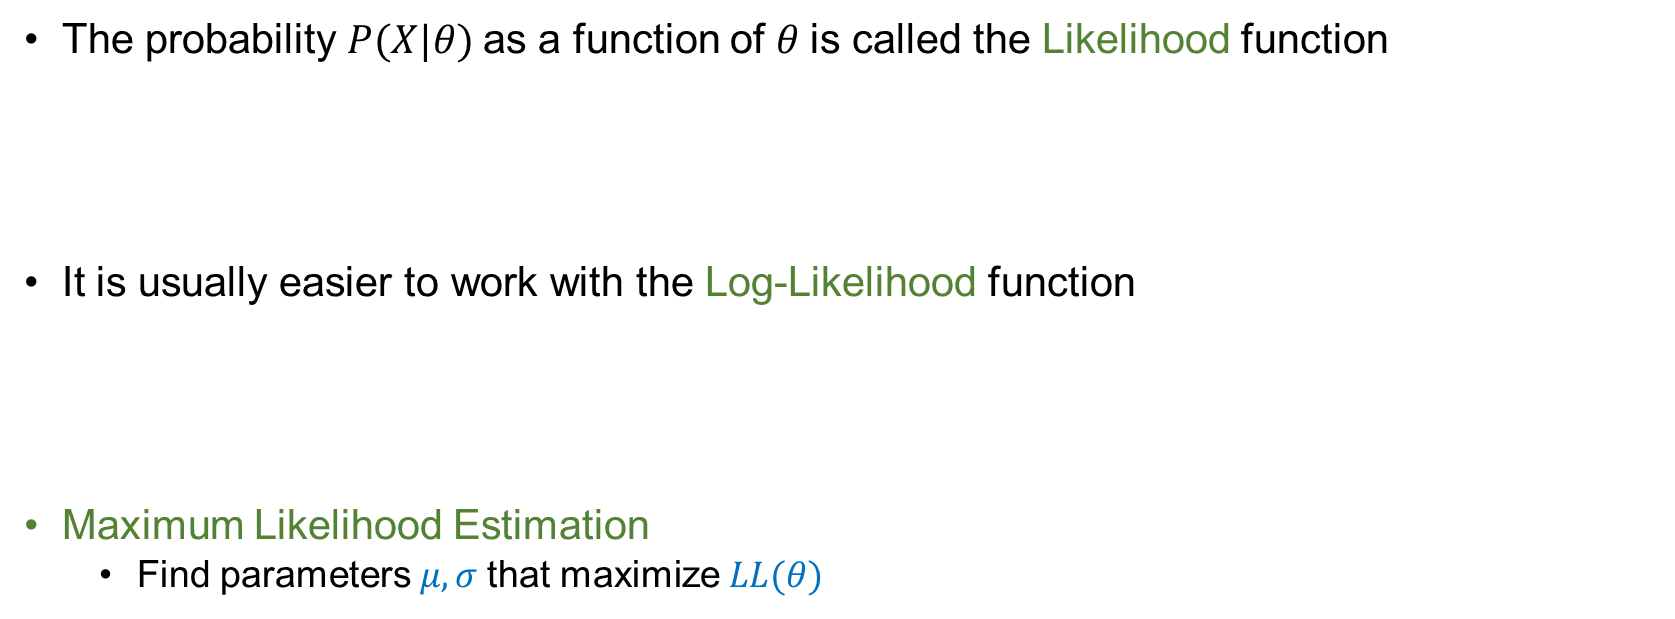 • The probability P(X|θ) as a function of θ is called the Likelihood function
• It is usually easier to work with the Log-Likelihood function
• Maximum Likelihood Estimation
• Find parameters μ, σ that maximize LL(θ)